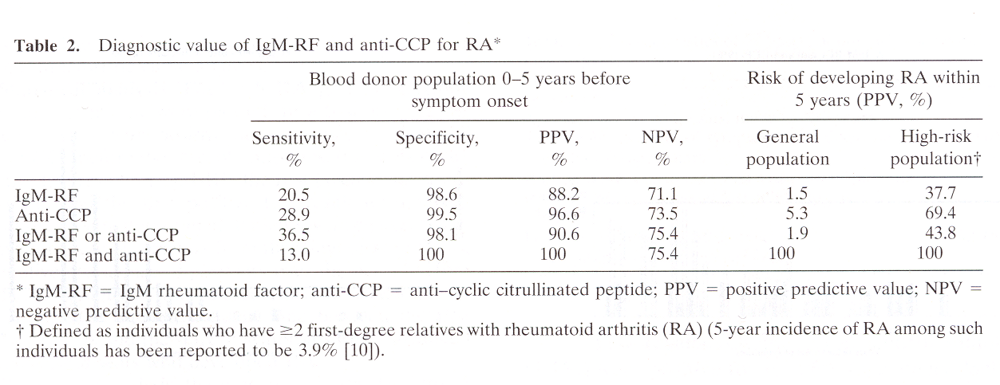 Table 2. Diagnostic value of IgM-RF and anti-CCP for RA*
Blood donor population 0–5 years before symptom onset
Risk of developing RA within 5 years (PPV, %)
Sensitivity, % Specificity, % PPV, % NPV, % General population High-risk population†
IgM-RF 20.5 98.6 88.2 71.1 1.5 37.7
Anti-CCP 28.9 99.5 96.6 73.5 5.3 69.4
IgM-RF or anti-CCP 36.5 98.1 90.6 75.4 1.9 43.8
IgM-RF and anti-CCP 13.0 100 100 75.4 100 100
* IgM-RF = IgM rheumatoid factor; anti-CCP = anti–cyclic citrullinated peptide; PPV = positive predictive value; NPV =
negative predictive value.
† Defined as individuals who have ≥2 first-degree relatives with rheumatoid arthritis (RA) (5-year incidence of RA among such
individuals has been reported to be 3.9% [10]).